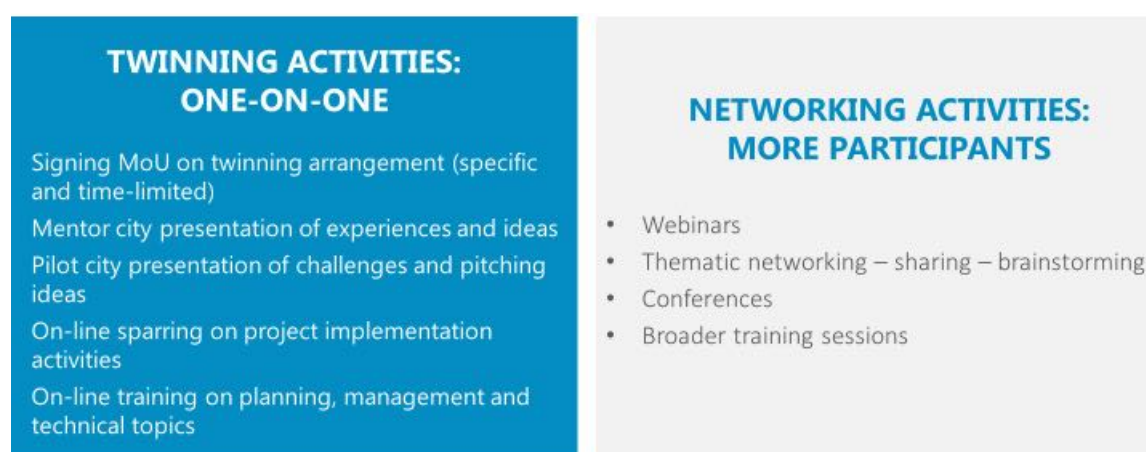 TWINNING ACTIVITIES:
ONE-ON-ONE
Signing MoU on twinning arrangement (specific
and time-limited)
Mentor city presentation of experiences and ideas
Pilot city presentation of challenges and pitching
ideas
On-line sparring on project implementation
activities
On-line training on planning, management and
technical topics
NETWORKING ACTIVITIES:
MORE PARTICIPANTS
• Webinars
• Thematic networking – sharing – brainstorming
• Conferences
• Broader training sessions